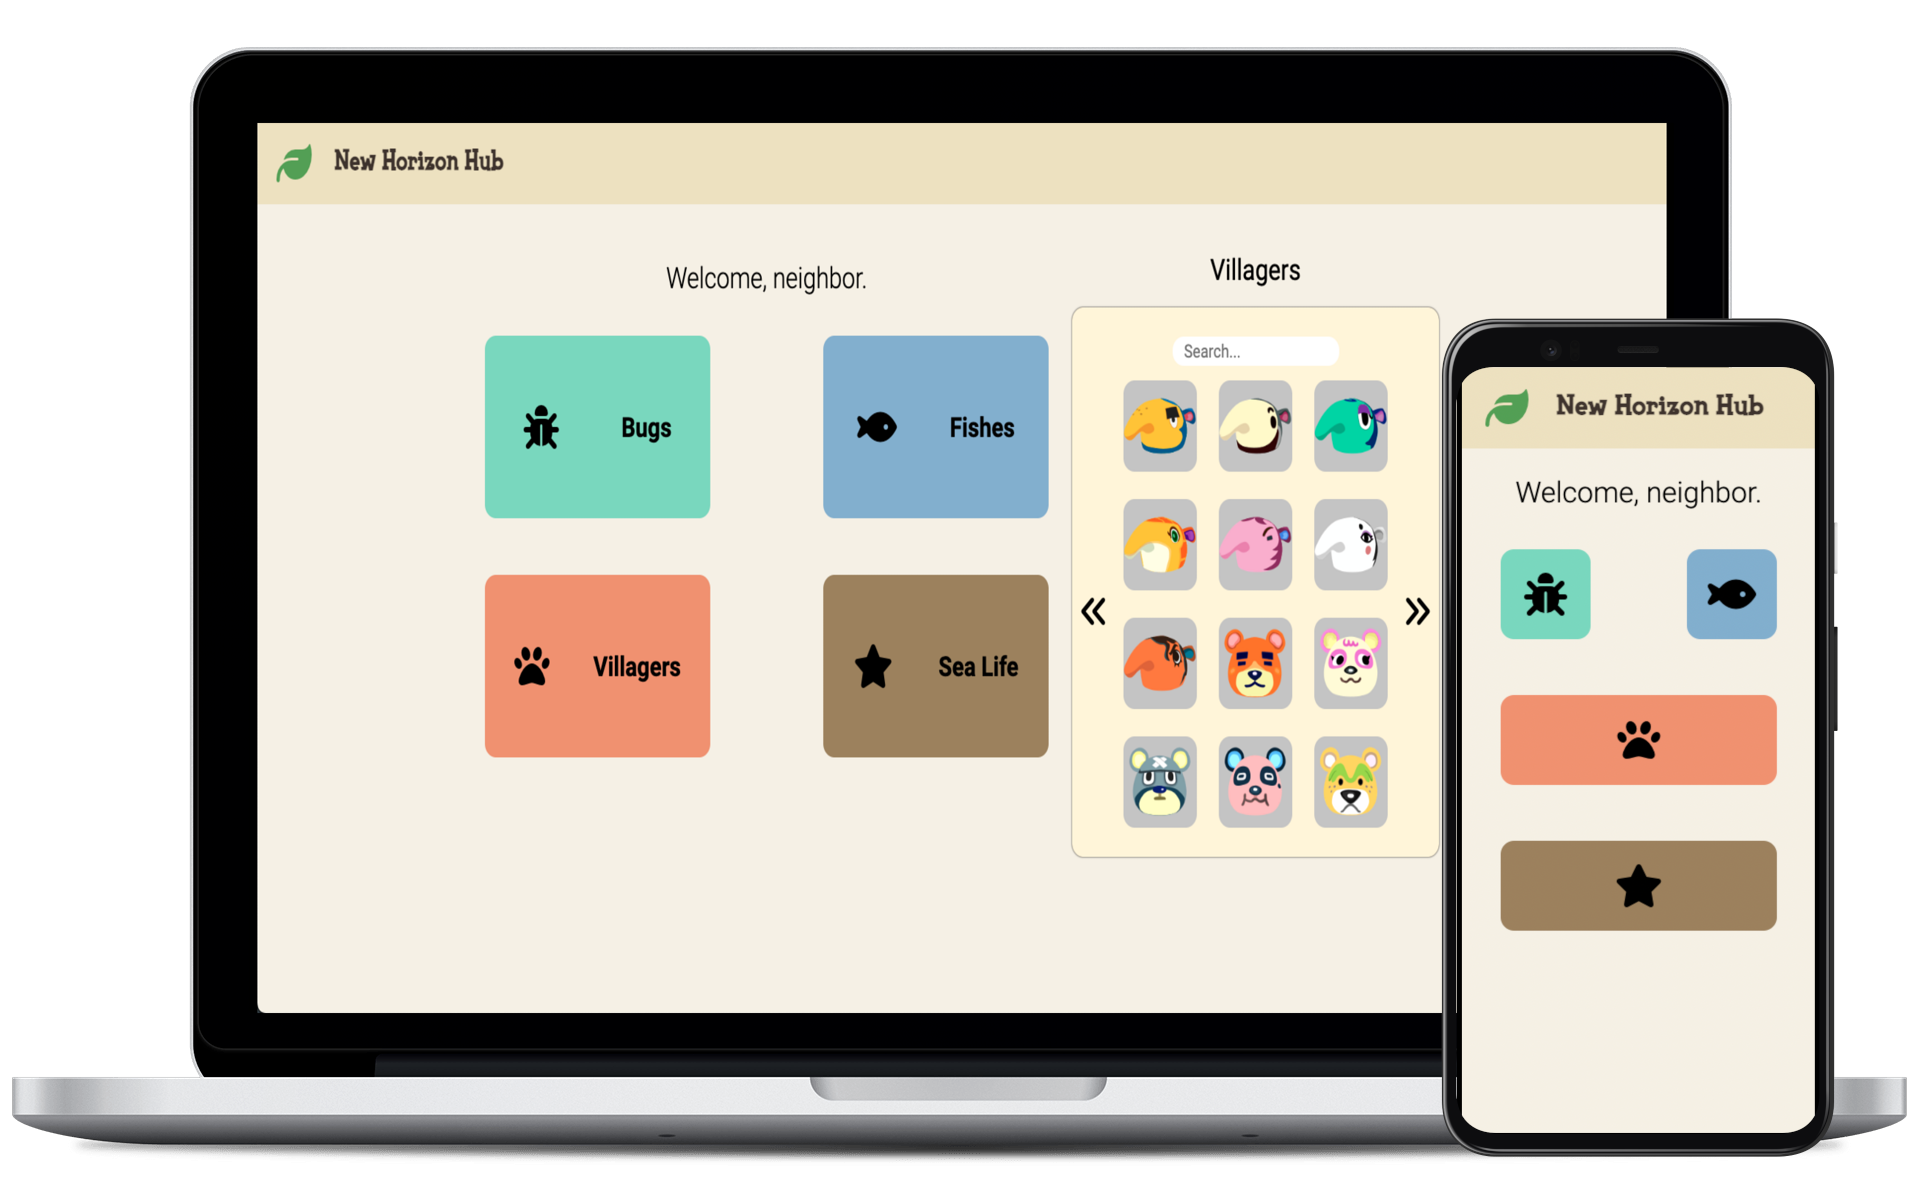 New Horizon Hub
Welcome, neighbor.
Bugs
Fishes
Villagers
Sea Life
Villagers
Search...
New Horizon Hub
Welcome, neighbor.